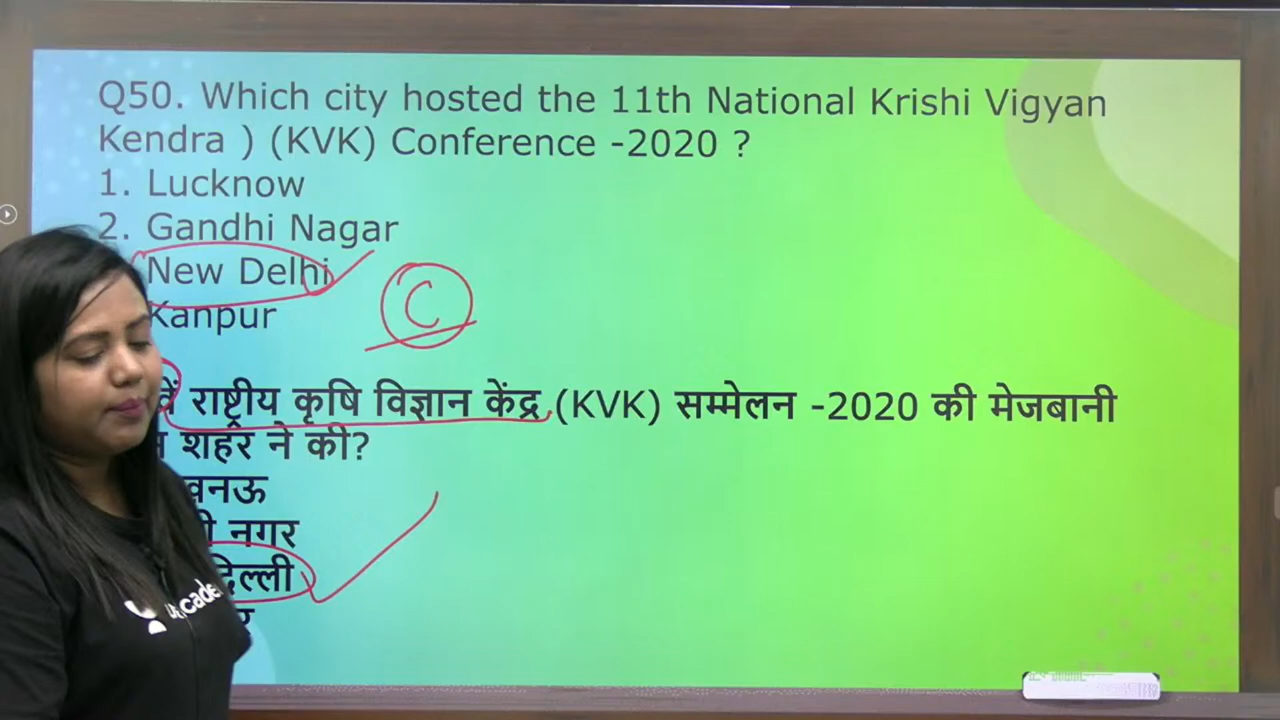 Q50. Which city hosted the 11th National Krishi Vigyan
Kendra ) (KVK) Conference -2020 ?
1. Lucknow
2. Gandhi Nagar
New Delhi
Kanpur
C
राष्ट्रीय कृषि विज्ञान केंद्र (KVK) सम्मेलन -2020 की मेजबानी
शहर ने की?
नगर